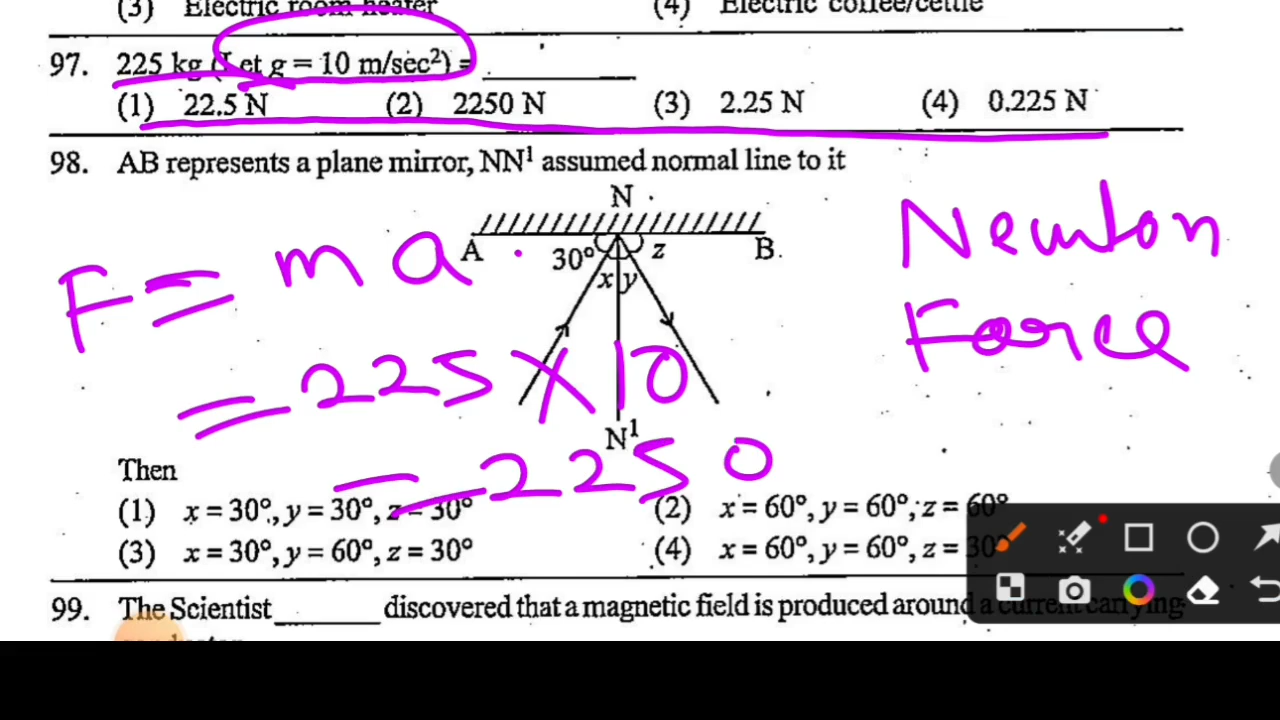 (3) Electric room heater (4) Electric coffee/cettle
97. 225 kg (Let g = 10 m/sec²) = ____________
(1) 22.5 N (2) 2250 N (3) 2.25 N (4) 0.225 N
98. AB represents a plane mirror, NN¹ assumed normal line to it
N
A 30° z B.
x y
N¹
F = ma
= 225 × 10
= 2250
Newton
Force
Then
(1) x = 30°, y = 30°, z = 30° (2) x = 60°, y = 60°, z = 60°
(3) x = 30°, y = 60°, z = 30° (4) x = 60°, y = 60°, z = 30°
99. The Scientist ______ discovered that a magnetic field is produced around a current carrying